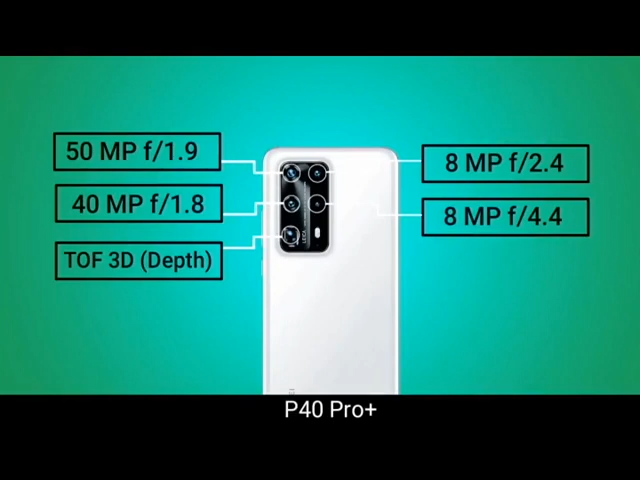 50 MP f/1.9
40 MP f/1.8
TOF 3D (Depth)
8 MP f/2.4
8 MP f/4.4
LEICA
P40 Pro+